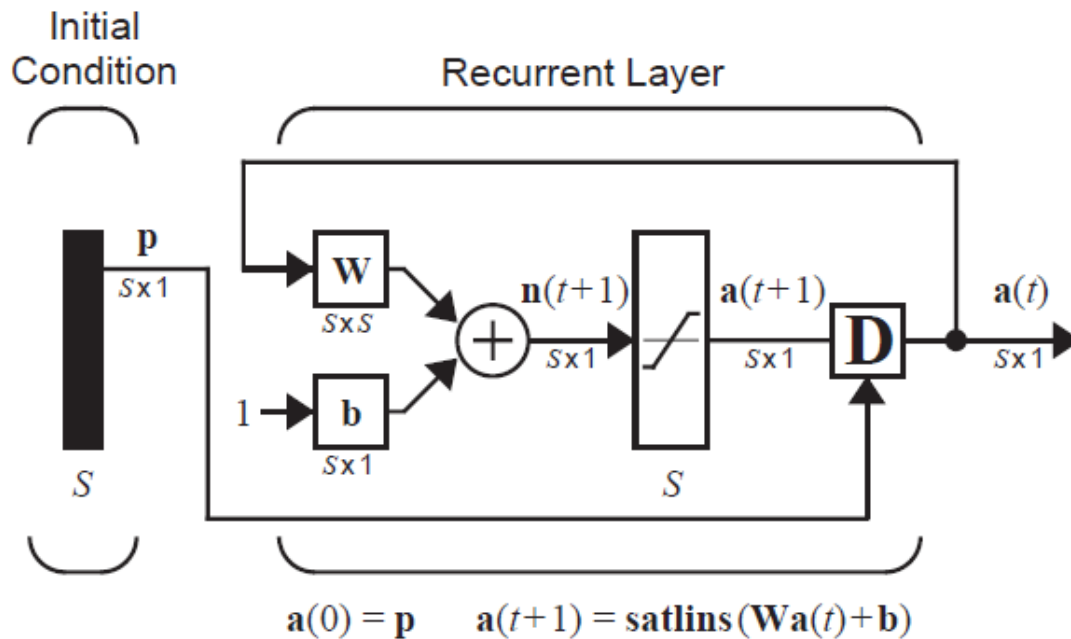 Initial
Condition
Recurrent Layer
p
S x 1
W
S x S
n(t+1)
S x 1
a(t+1)
S x 1
D
a(t)
S x 1
1
b
S x 1
S
S
a(0) = p
a(t+1) = satlins(Wa(t)+b)